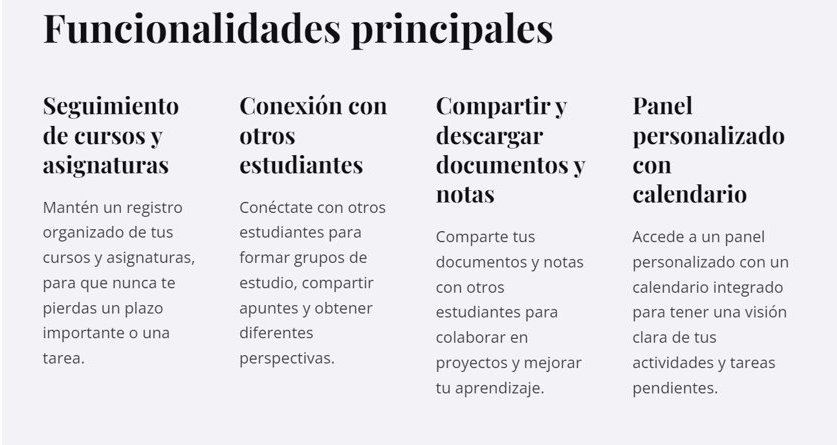 Funcionalidades principales
Seguimiento
de cursos y
asignaturas
Mantén un registro
organizado de tus
cursos y asignaturas,
para que nunca te
pierdas un plazo
importante o una
tarea.
Conexión con
otros
estudiantes
Conéctate con otros
estudiantes para
formar grupos de
estudio, compartir
apuntes y obtener
diferentes
perspectivas.
Compartir y
descargar
documentos y
notas
Comparte tus
documentos y notas
con otros
estudiantes para
colaborar en
proyectos y mejorar
tu aprendizaje.
Panel
personalizado
con
calendario
Accede a un panel
personalizado con un
calendario integrado
para tener una visión
clara de tus
actividades y tareas
pendientes.